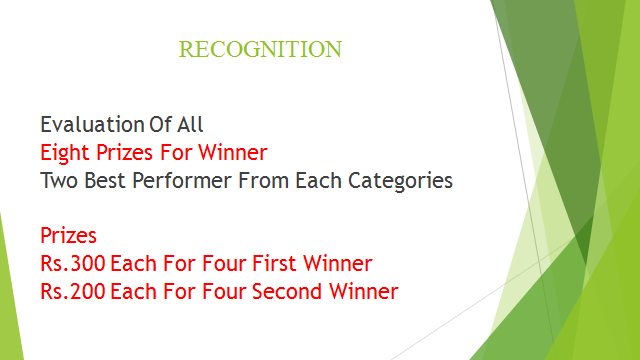 RECOGNITION
Evaluation Of All
Eight Prizes For Winner
Two Best Performer From Each Categories
Prizes
Rs.300 Each For Four First Winner
Rs.200 Each For Four Second Winner